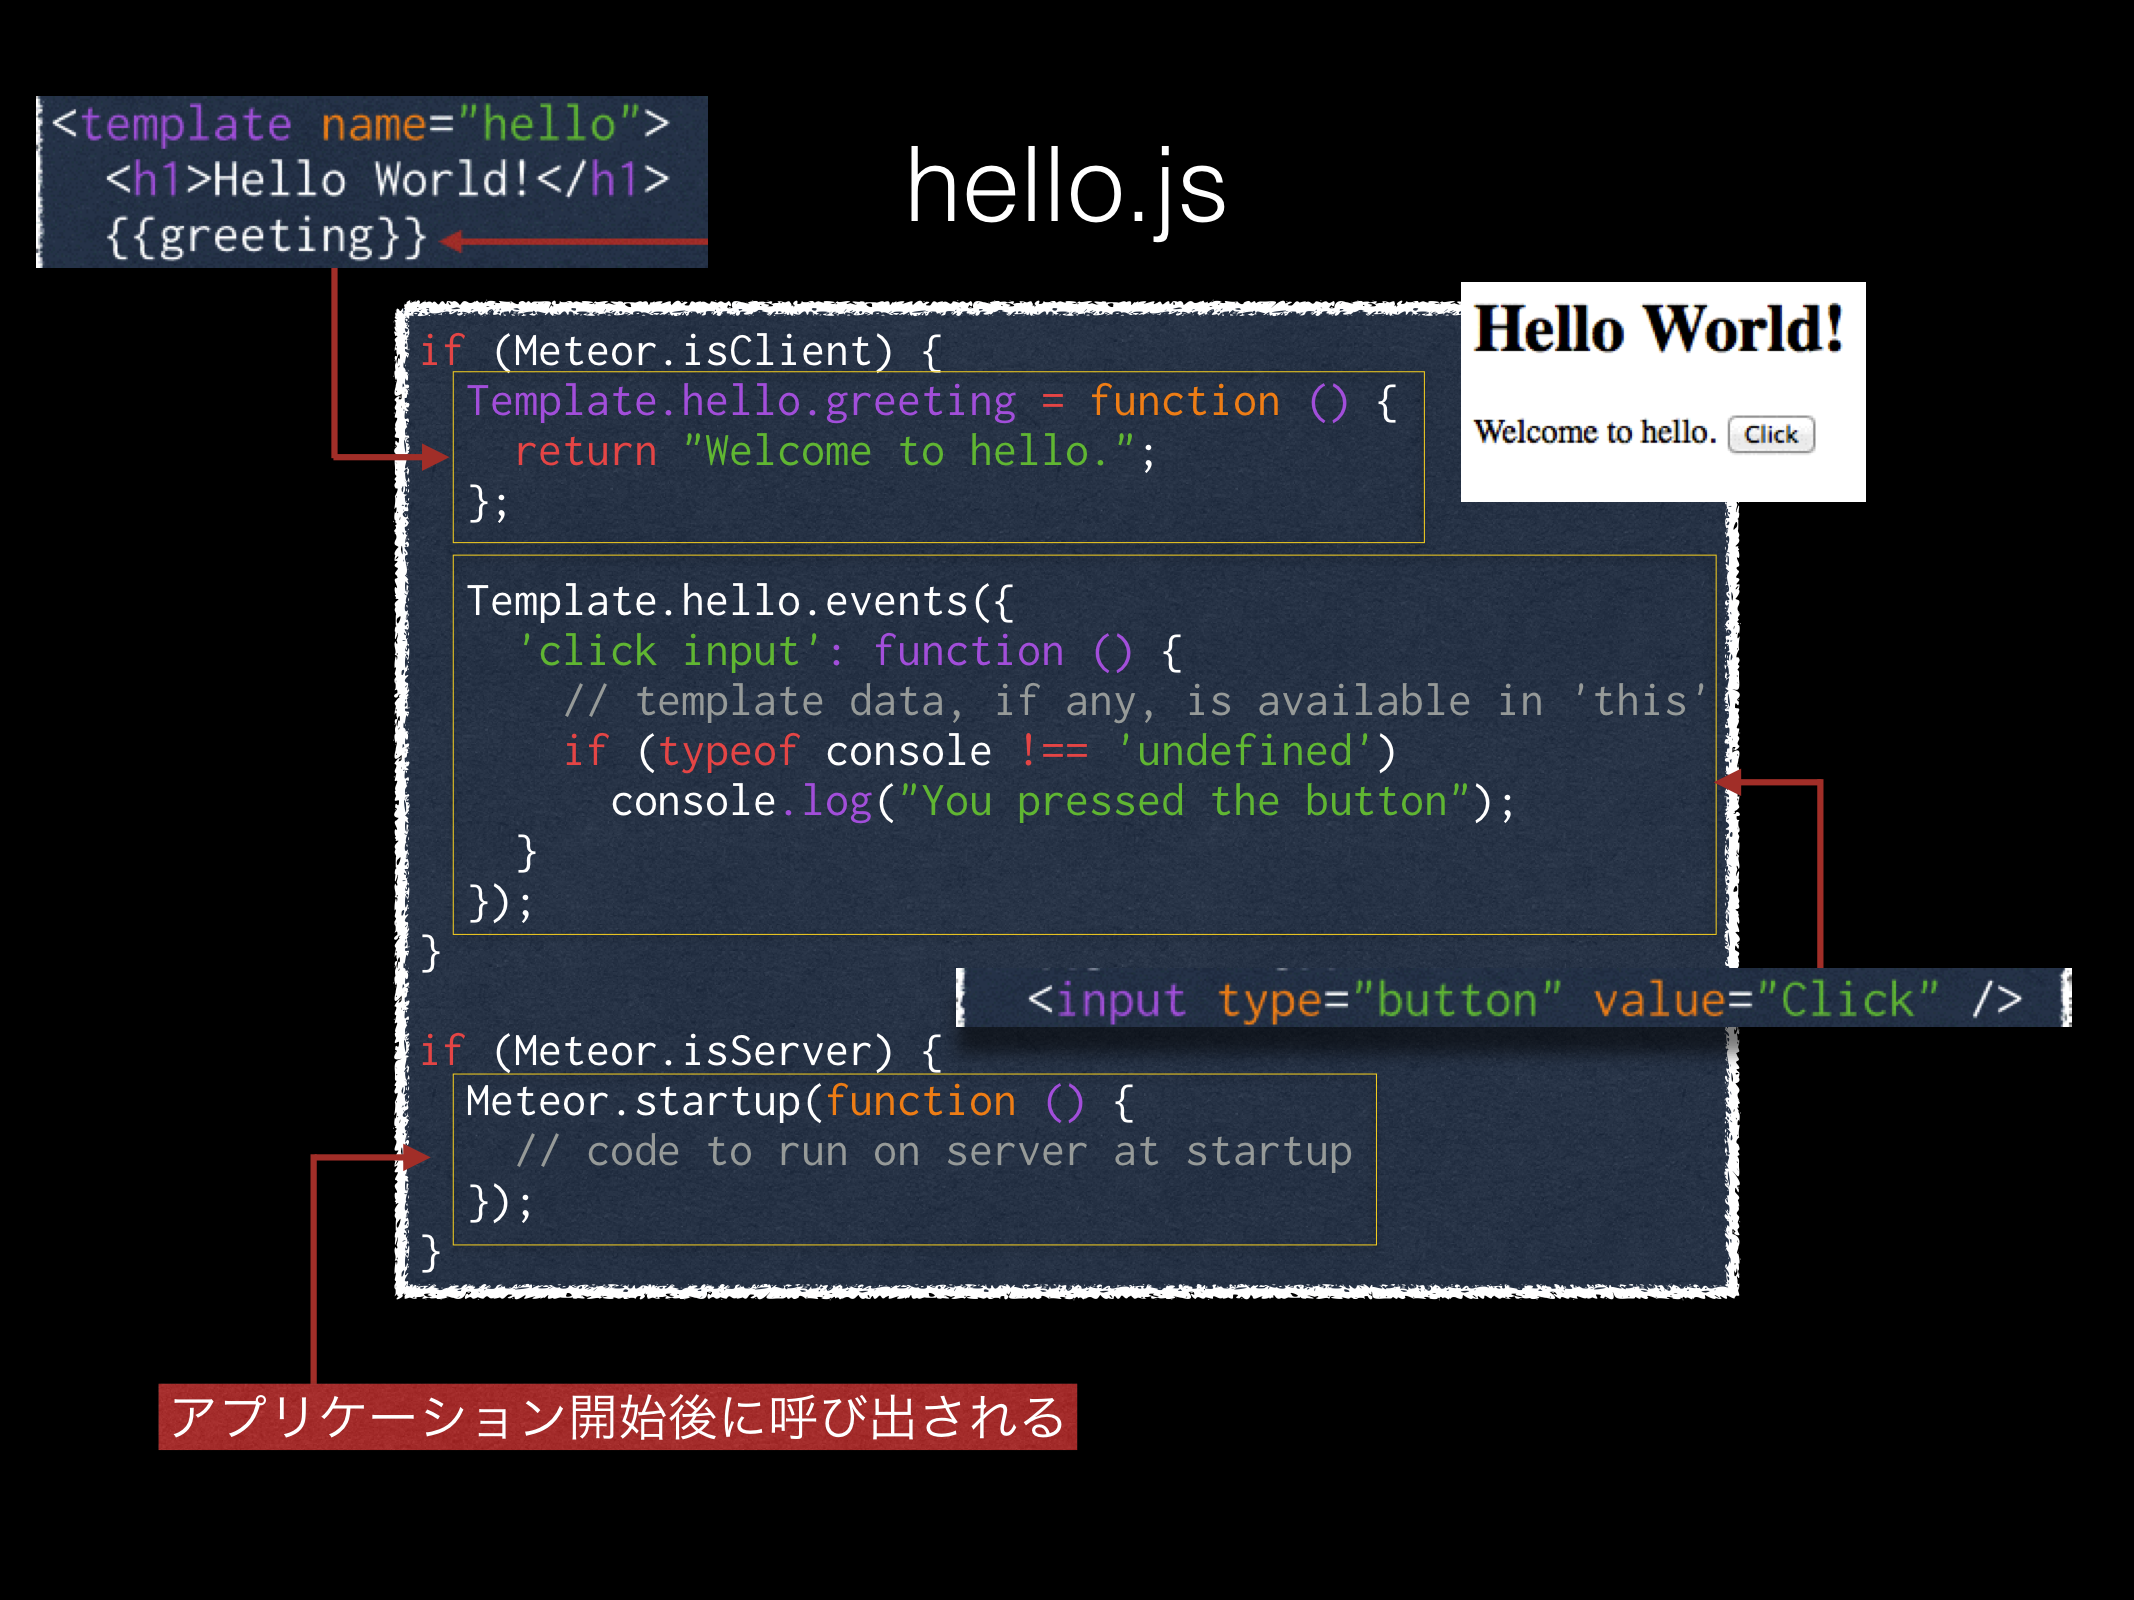 <template name="hello">
<h1>Hello World!</h1>
{{greeting}}
hello.js
Hello World!
Welcome to hello. Click
if (Meteor.isClient) {
Template.hello.greeting = function () {
return "Welcome to hello.";
};
Template.hello.events({
'click input': function () {
// template data, if any, is available in 'this'
if (typeof console !== 'undefined')
console.log("You pressed the button");
}
});
}
<input type="button" value="Click" />
if (Meteor.isServer) {
Meteor.startup(function () {
// code to run on server at startup
});
}
アプリケーション開始後に呼び出される